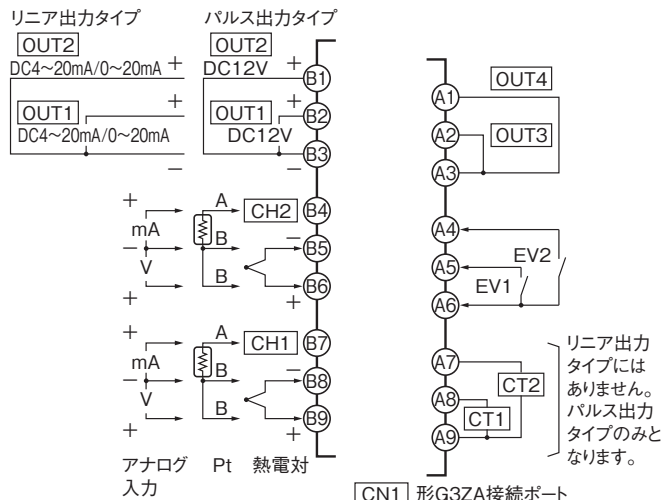 リニア出力タイプ パルス出力タイプ
OUT2 OUT2
DC4~20mA/0~20mA + DC12V + B1
OUT1 + OUT1 + B2
DC4~20mA/0~20mA DC12V
− − B3
+ A CH2 B4
mA
− B − B5
V
+ B + B6
+ A CH1 B7
mA
− B − B8
V
+ B + B9
アナログ Pt 熱電対
入力
A1 OUT4
A2 OUT3
A3
A4
A5 EV2
EV1
A6
A7 CT2
A8 CT1
A9
リニア出力
タイプには
ありません。
パルス出力
タイプのみと
なります。
CN1 形G3ZA接続ポート